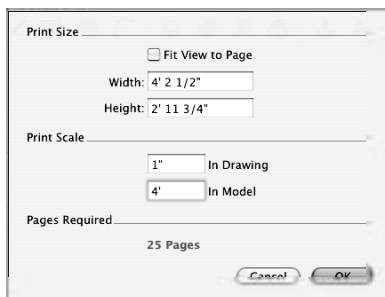 Print Size
Fit View to Page
Width: 4' 2 1/2"
Height: 2' 11 3/4"
Print Scale
1" In Drawing
4' In Model
Pages Required
25 Pages
Cancel OK